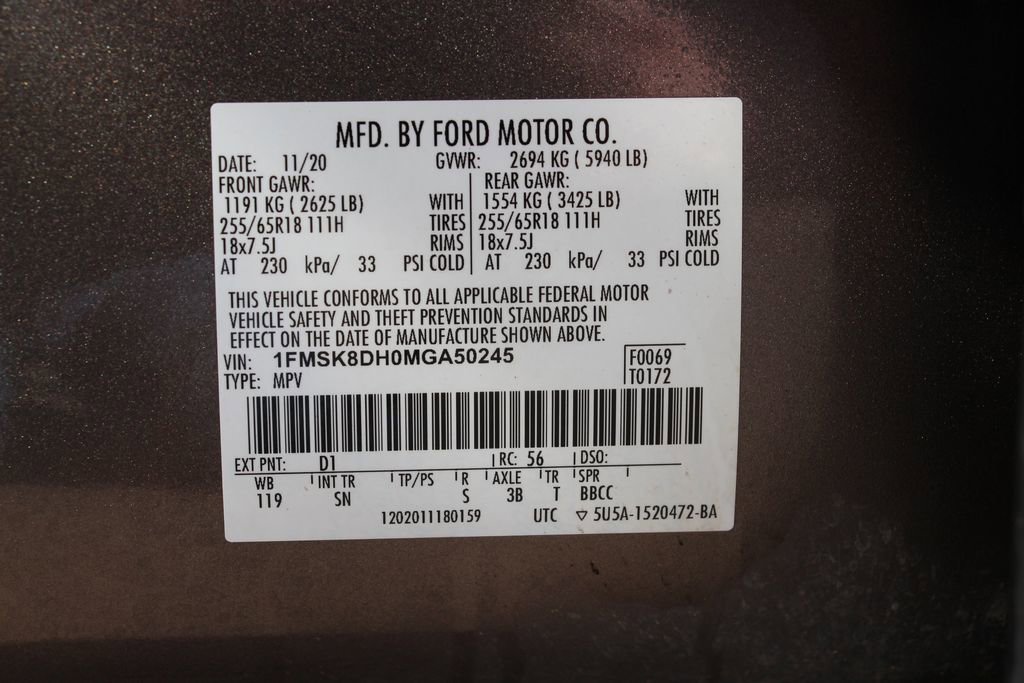 MFD. BY FORD MOTOR CO.
DATE: 11/20 GVWR: 2694 KG ( 5940 LB)
FRONT GAWR: REAR GAWR:
1191 KG ( 2625 LB) WITH 1554 KG ( 3425 LB) WITH
255/65R18 111H TIRES 255/65R18 111H TIRES
18x7.5J RIMS 18x7.5J RIMS
AT 230 kPa/ 33 PSI COLD AT 230 kPa/ 33 PSI COLD
THIS VEHICLE CONFORMS TO ALL APPLICABLE FEDERAL MOTOR
VEHICLE SAFETY AND THEFT PREVENTION STANDARDS IN
EFFECT ON THE DATE OF MANUFACTURE SHOWN ABOVE.
VIN: 1FMSK8DH0MGA50245 F0069
TYPE: MPV T0172
EXT PNT: D1 RC: 56 DSO:
WB INT TR TP/PS R AXLE TR SPR
119 SN S 3B T BBCC
1202011180159 UTC ▽ 5U5A-1520472-BA